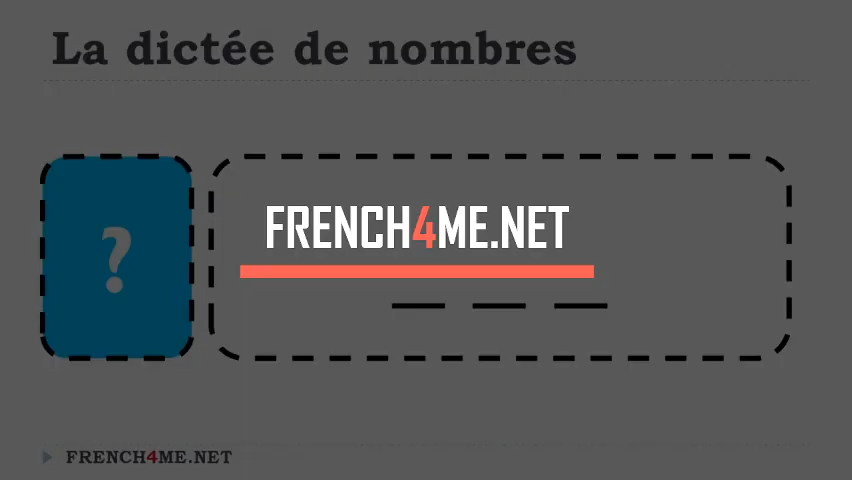 La dictée de nombres
?
FRENCH4ME.NET
FRENCH4ME.NET